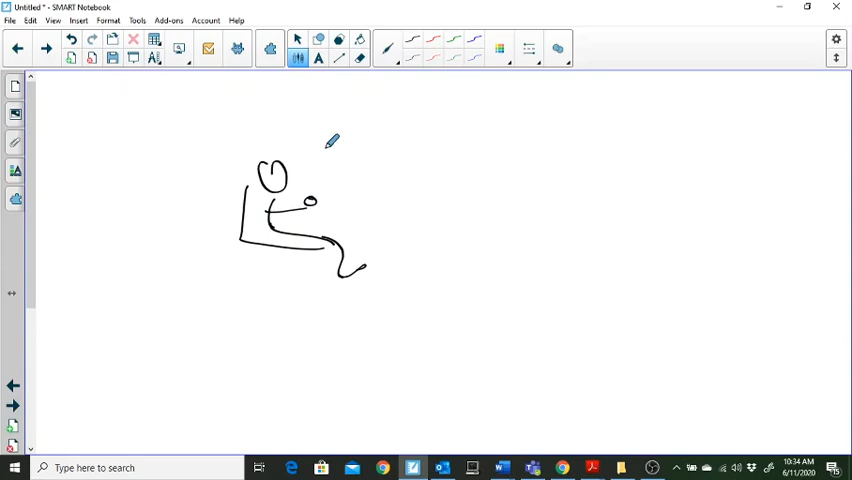 Untitled * - SMART Notebook
File Edit View Insert Format Tools Add-ons Account Help
Type here to search
10:34 AM
6/11/2020